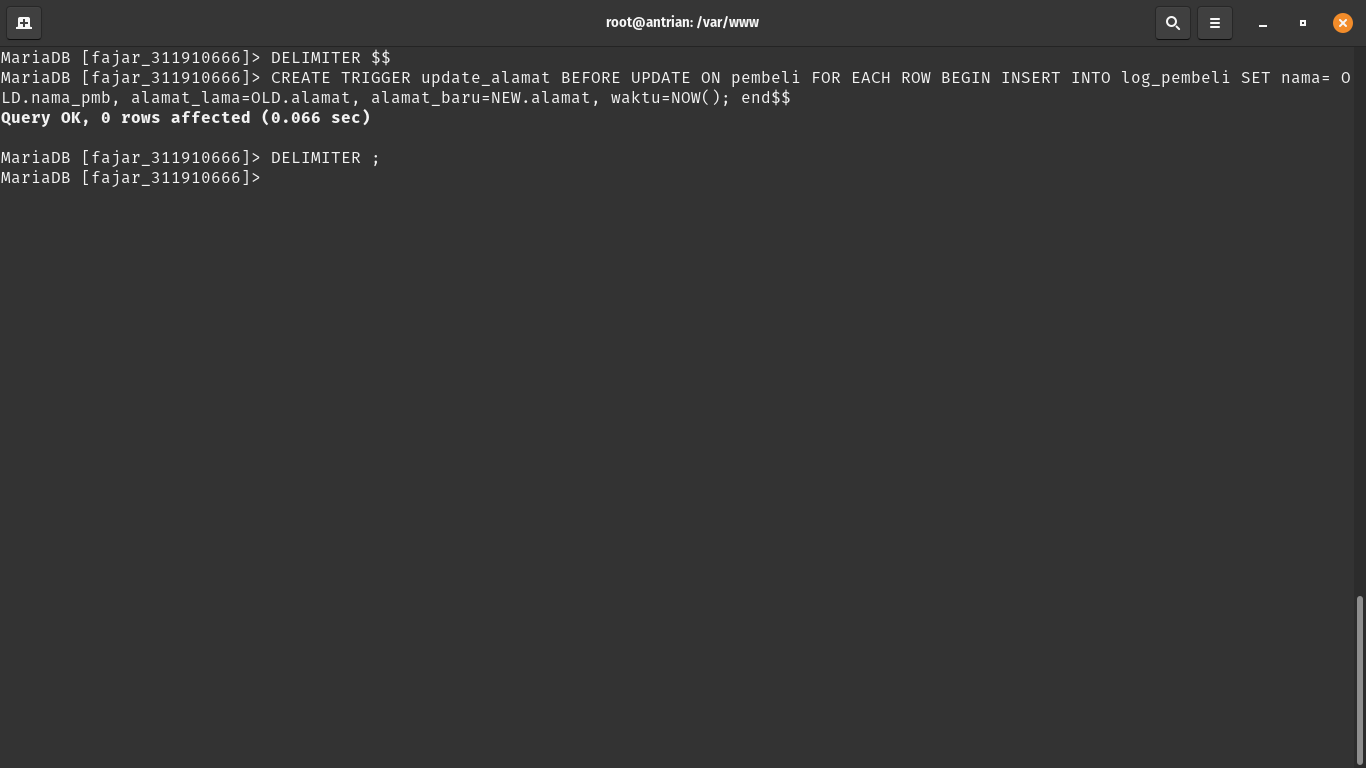 root@antrian: /var/www
MariaDB [fajar_311910666]> DELIMITER $$
MariaDB [fajar_311910666]> CREATE TRIGGER update_alamat BEFORE UPDATE ON pembeli FOR EACH ROW BEGIN INSERT INTO log_pembeli SET nama= O
LD.nama_pmb, alamat_lama=OLD.alamat, alamat_baru=NEW.alamat, waktu=NOW(); end$$
Query OK, 0 rows affected (0.066 sec)
MariaDB [fajar_311910666]> DELIMITER ;
MariaDB [fajar_311910666]>